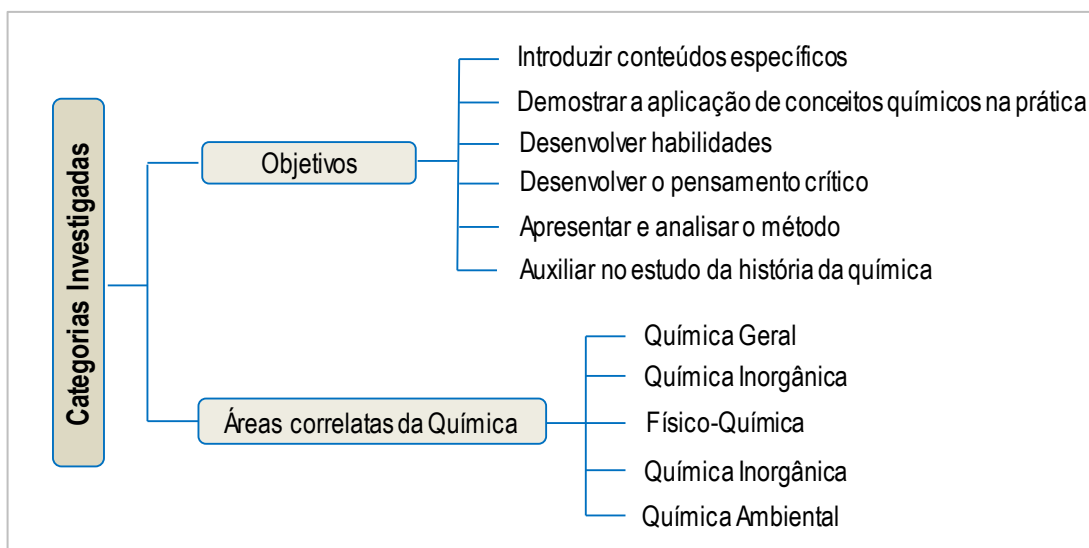 Categorias Investigadas
Objetivos
Introduzir conteúdos específicos
Demostrar a aplicação de conceitos químicos na prática
Desenvolver habilidades
Desenvolver o pensamento crítico
Apresentar e analisar o método
Auxiliar no estudo da história da química
Áreas correlatas da Química
Química Geral
Química Inorgânica
Físico-Química
Química Inorgânica
Química Ambiental